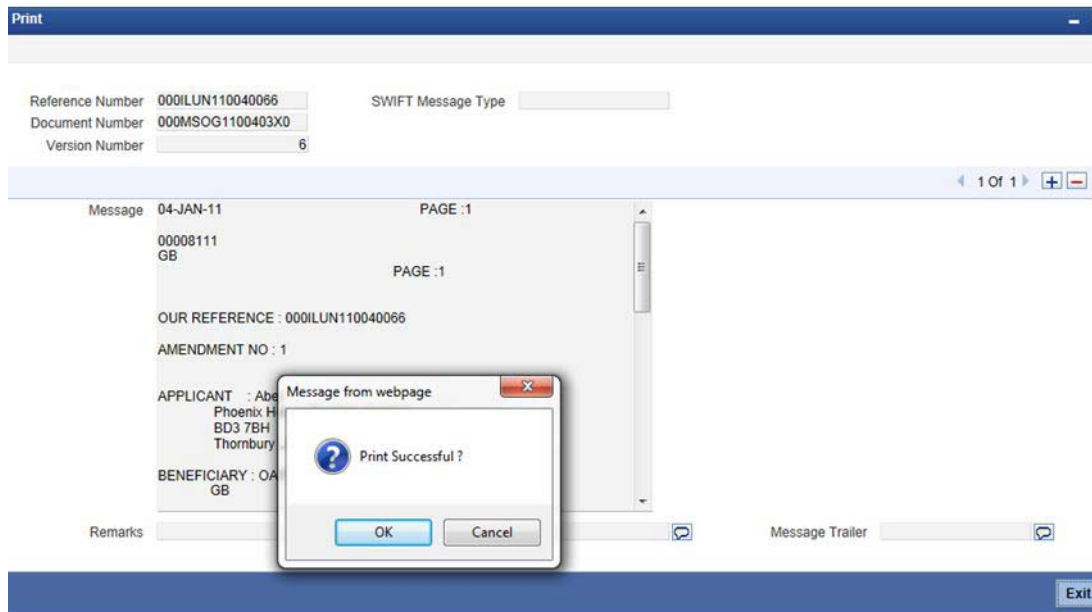 Print
Reference Number 000ILUN110040066 SWIFT Message Type
Document Number 000MSOG1100403X0
Version Number 6
1 Of 1
Message 04-JAN-11 PAGE :1
00008111
GB
PAGE :1
OUR REFERENCE : 000ILUN110040066
AMENDMENT NO : 1
APPLICANT : Abe
Phoenix H
BD3 7BH
Thornbury
BENEFICIARY : OA
GB
Message from webpage
Print Successful ?
OK Cancel
Remarks Message Trailer
Exit